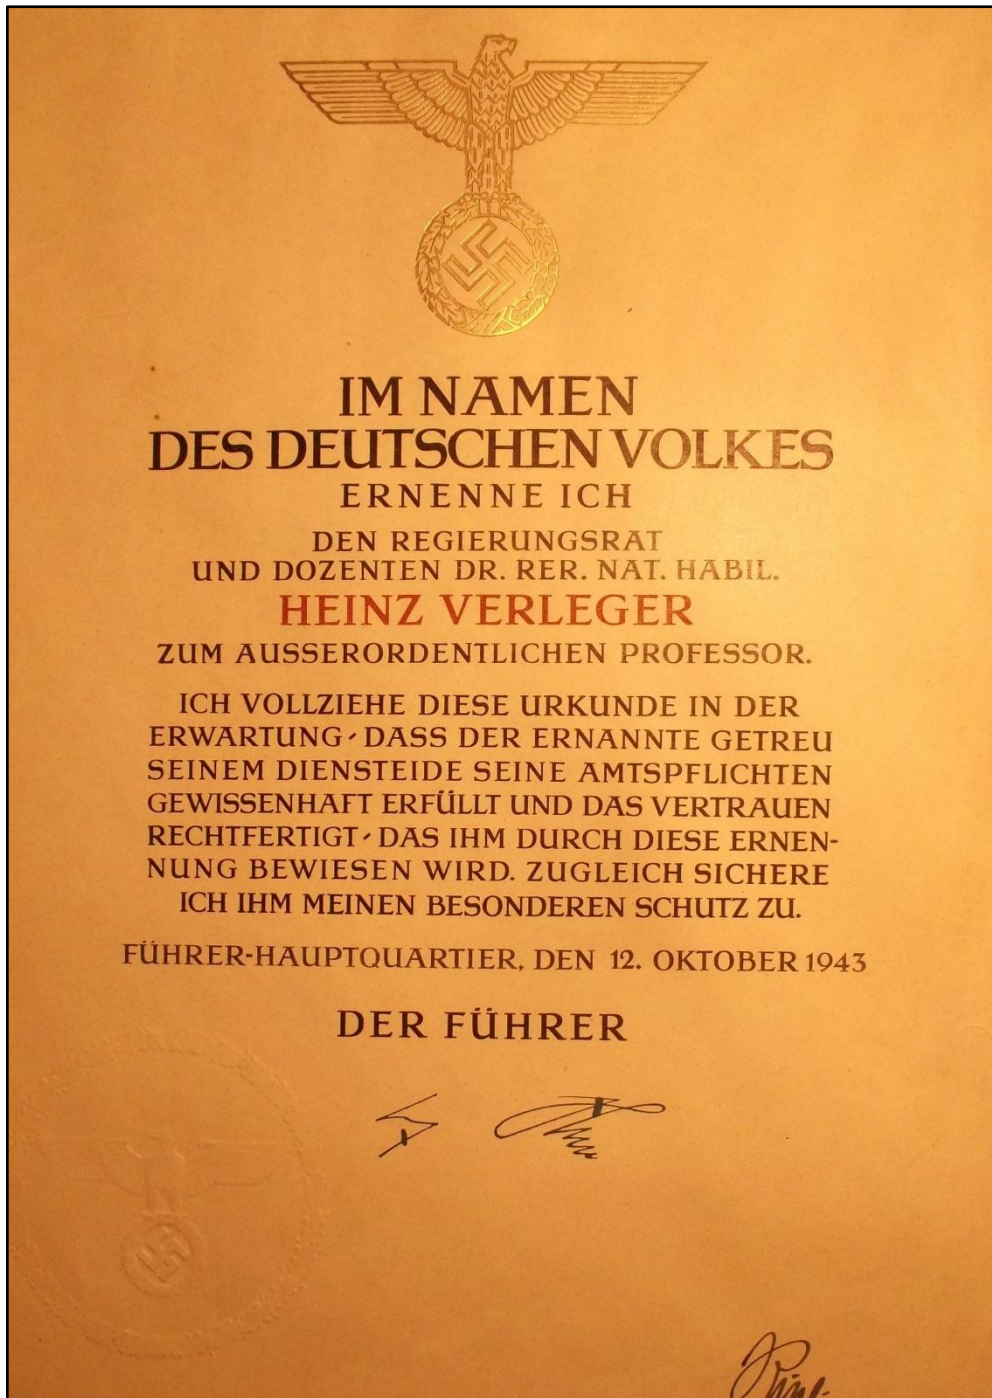 IM NAMEN
DES DEUTSCHEN VOLKES
ERNENNE ICH
DEN REGIERUNGSRAT
UND DOZENTEN DR. RER. NAT. HABIL.
HEINZ VERLEGER
ZUM AUSSERORDENTLICHEN PROFESSOR.
ICH VOLLZIEHE DIESE URKUNDE IN DER
ERWARTUNG, DASS DER ERNANNTE GETREU
SEINEM DIENSTEIDE SEINE AMTSPFLICHTEN
GEWISSENHAFT ERFÜLLT UND DAS VERTRAUEN
RECHTFERTIGT, DAS IHM DURCH DIESE ERNEN-
NUNG BEWIESEN WIRD. ZUGLEICH SICHERE
ICH IHM MEINEN BESONDEREN SCHUTZ ZU.
FÜHRER-HAUPTQUARTIER, DEN 12. OKTOBER 1943
DER FÜHRER